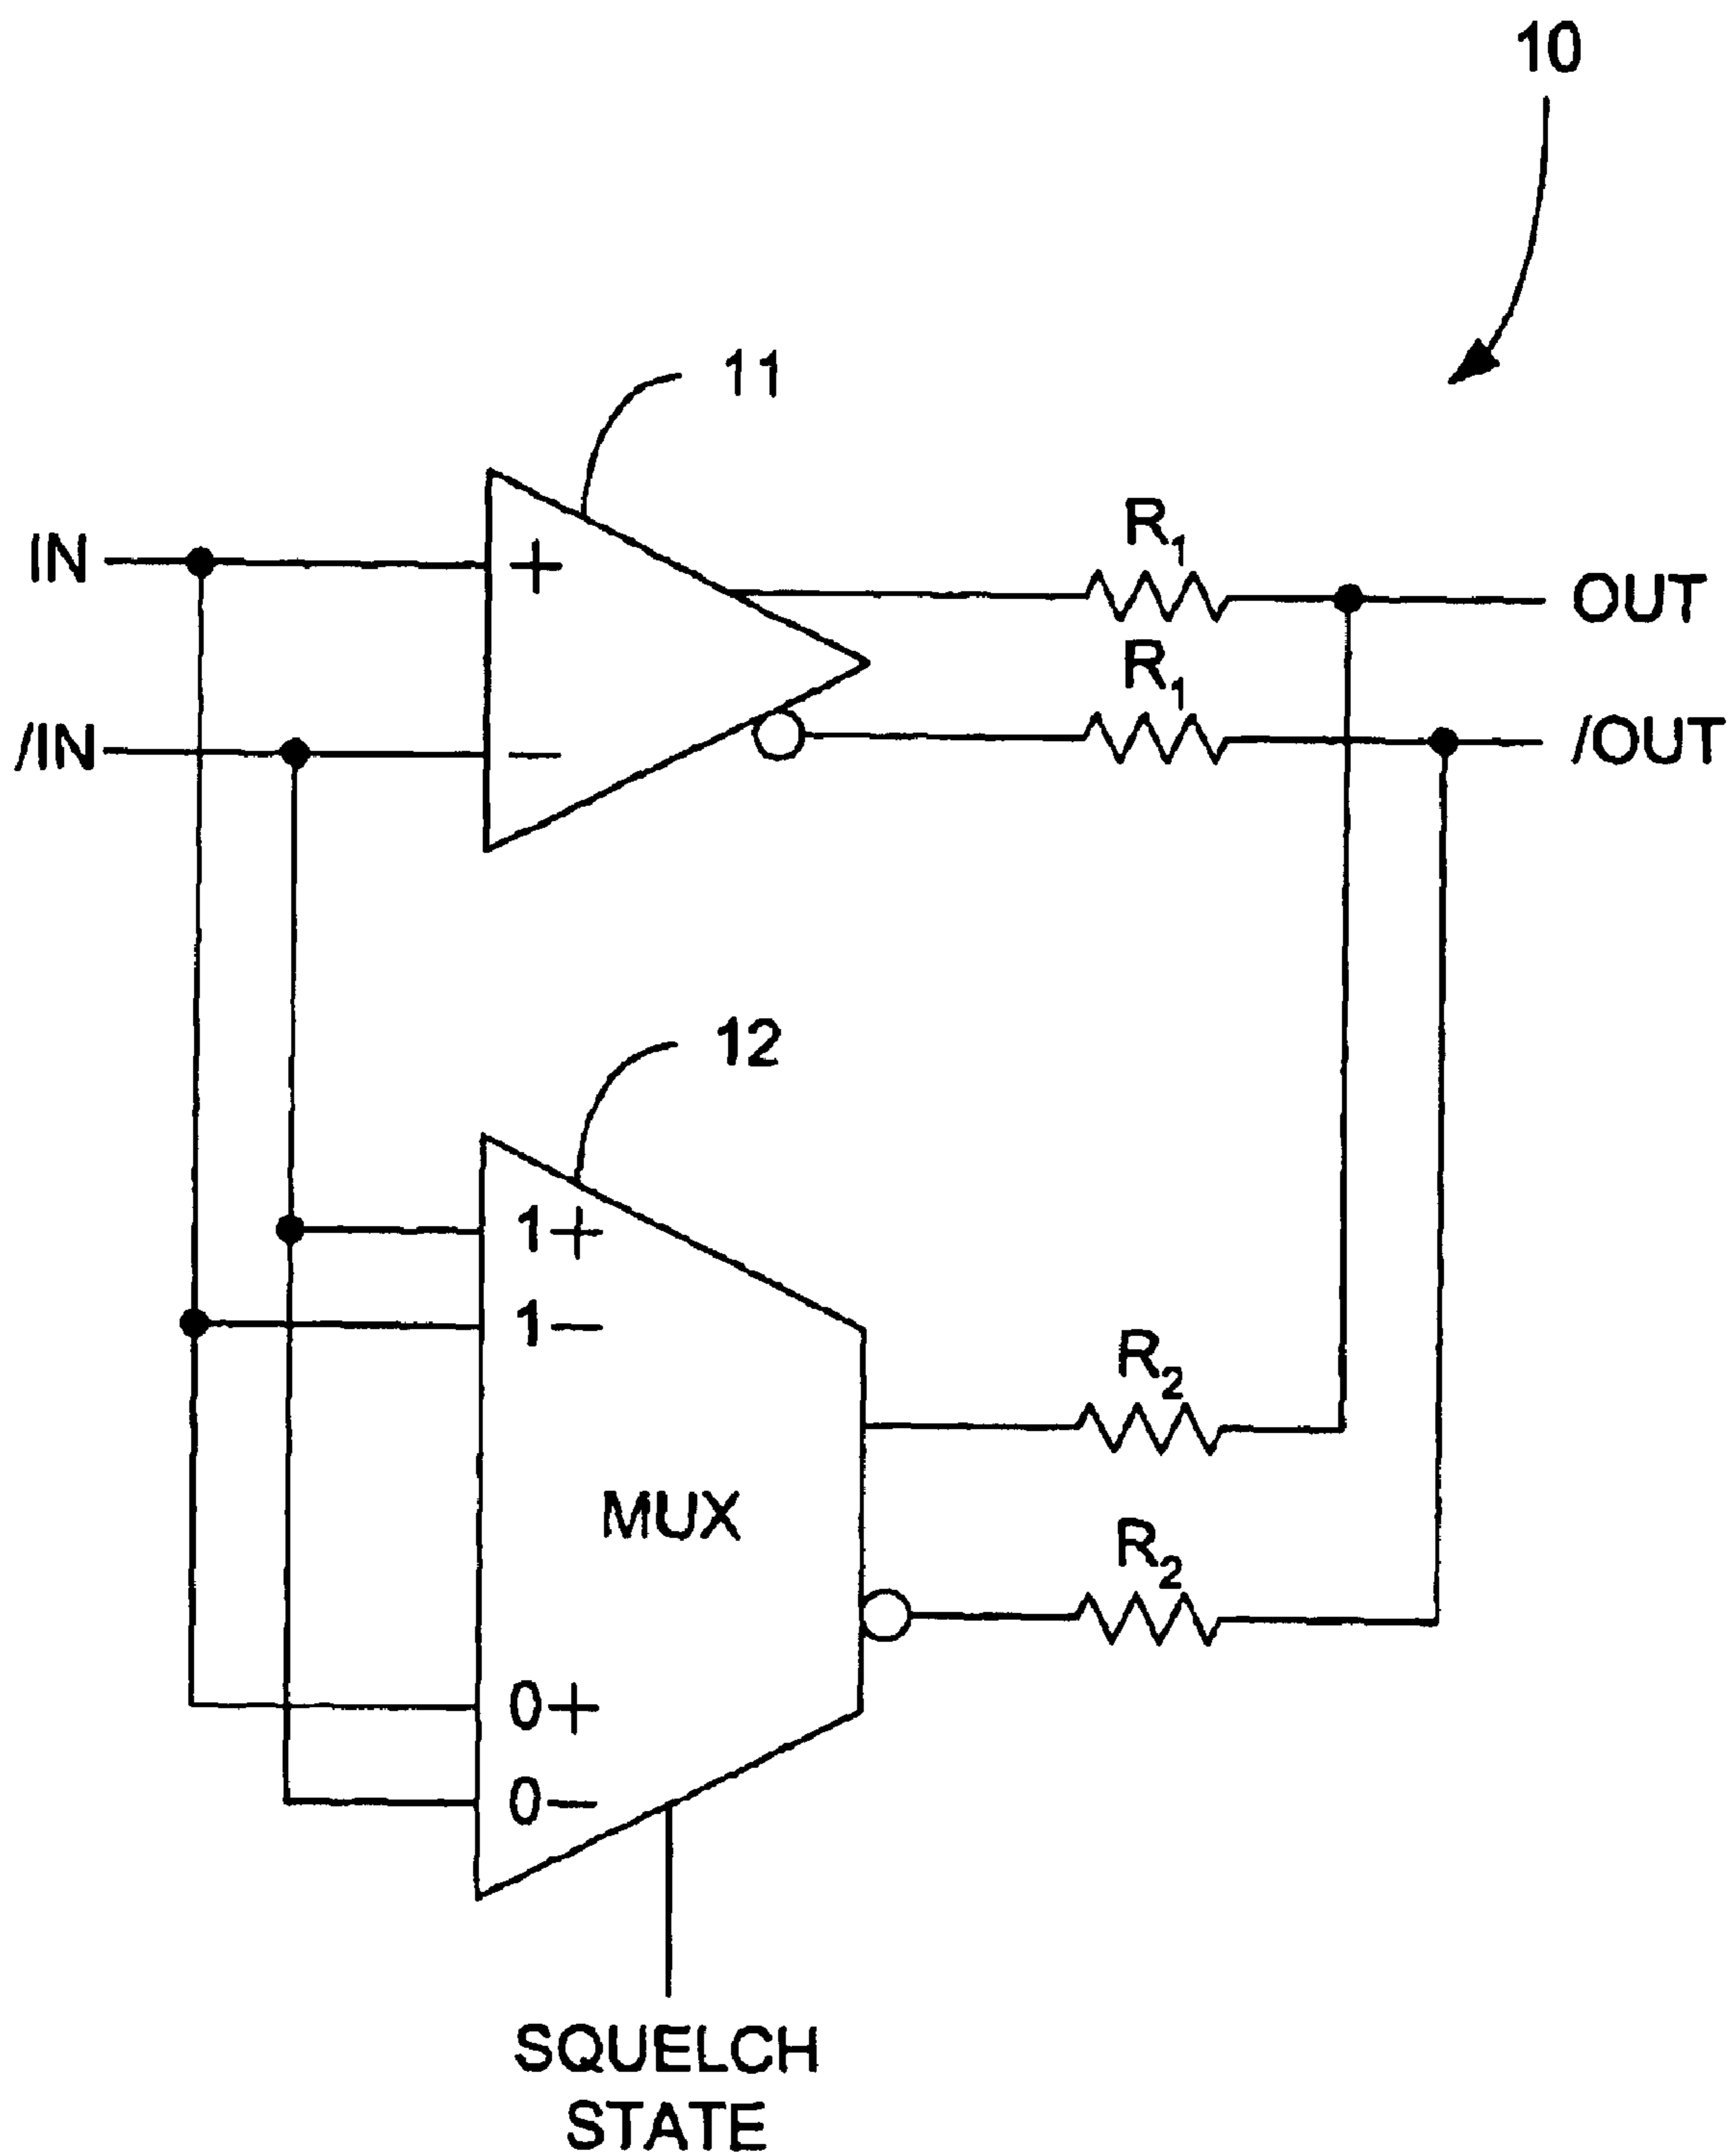 10
11
R1
IN + OUT
R1
/IN − /OUT
12
1+
1−
R2
MUX
R2
0+
0−
SQUELCH
STATE